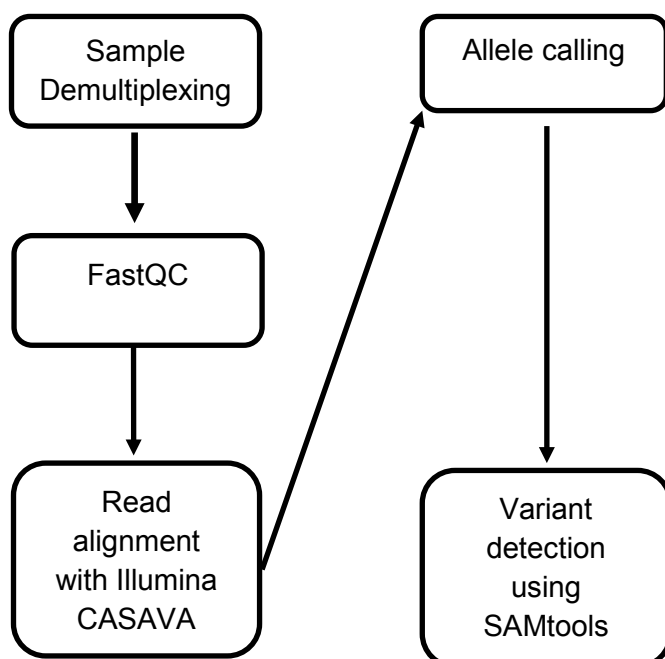 Sample
Demultiplexing
FastQC
Read
alignment
with Illumina
CASAVA
Allele calling
Variant
detection
using
SAMtools